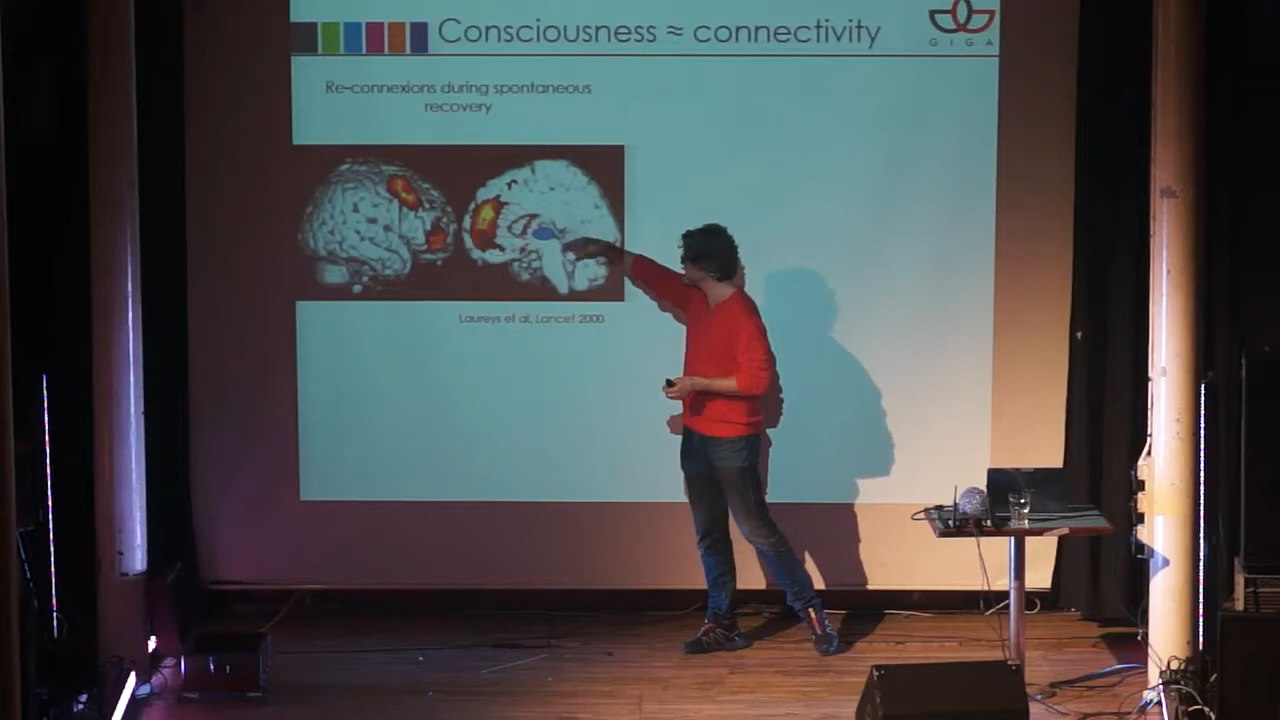 Consciousness ≈ connectivity
GIGA
Re-connexions during spontaneous
recovery
Laureys et al, Lancet 2000